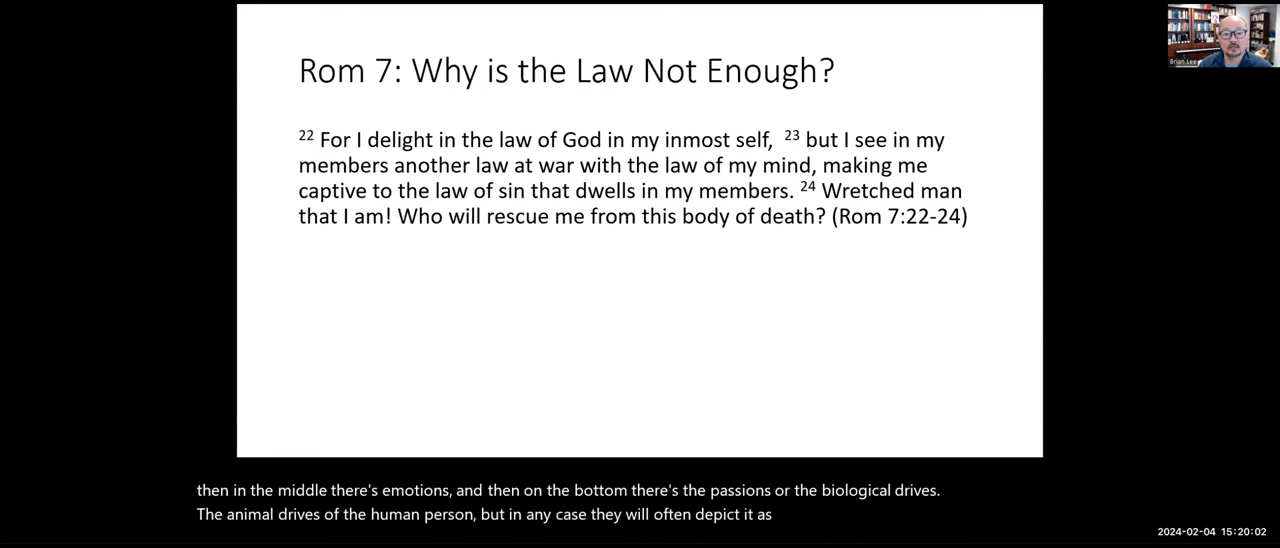 Rom 7: Why is the Law Not Enough?
22 For I delight in the law of God in my inmost self, 23 but I see in my
members another law at war with the law of my mind, making me
captive to the law of sin that dwells in my members. 24 Wretched man
that I am! Who will rescue me from this body of death? (Rom 7:22-24)
Brian Lee
then in the middle there's emotions, and then on the bottom there's the passions or the biological drives.
The animal drives of the human person, but in any case they will often depict it as
2024-02-04 15:20:02